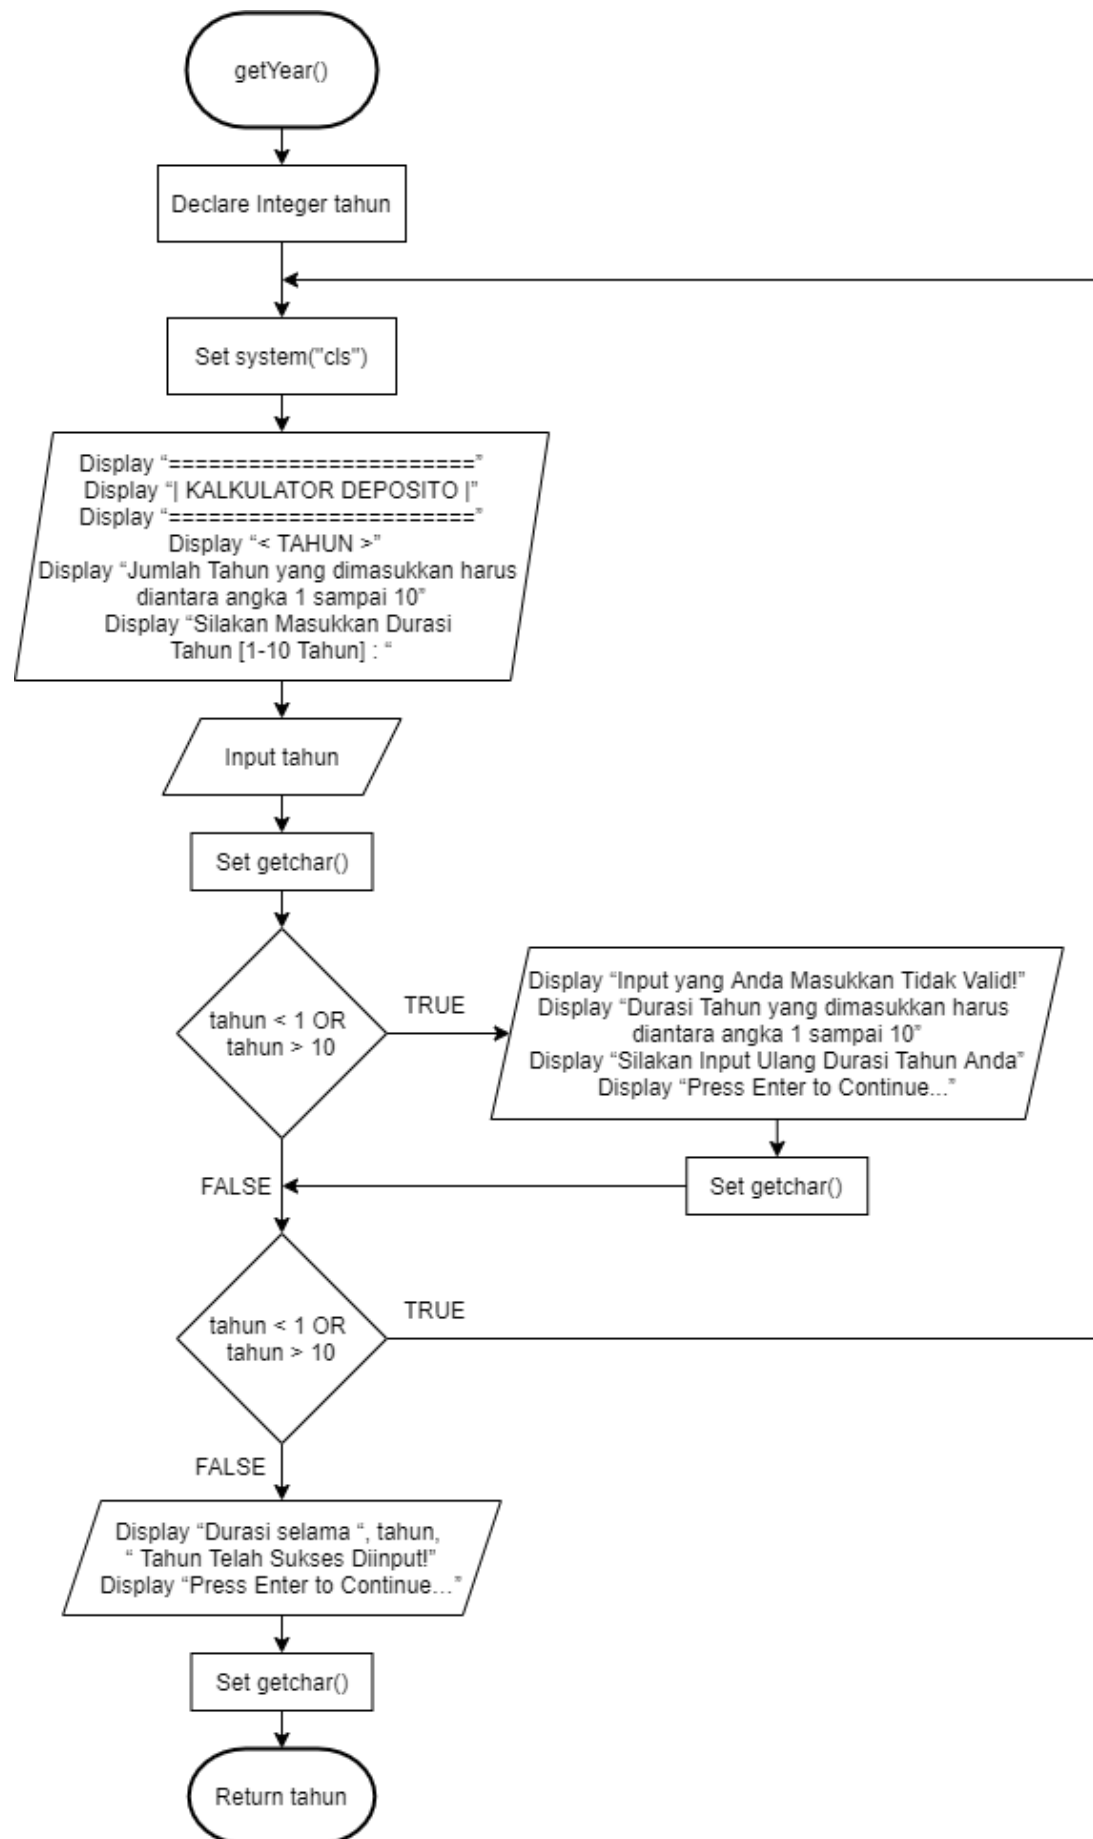 getYear()
Declare Integer tahun
Set system("cls")
Display “=======================”
Display “| KALKULATOR DEPOSITO |”
Display “=======================”
Display “< TAHUN >”
Display “Jumlah Tahun yang dimasukkan harus
diantara angka 1 sampai 10”
Display “Silakan Masukkan Durasi
Tahun [1-10 Tahun] : “
Input tahun
Set getchar()
tahun < 1 OR
tahun > 10
TRUE
Display “Input yang Anda Masukkan Tidak Valid!”
Display “Durasi Tahun yang dimasukkan harus
diantara angka 1 sampai 10”
Display “Silakan Input Ulang Durasi Tahun Anda”
Display “Press Enter to Continue...”
Set getchar()
FALSE
tahun < 1 OR
tahun > 10
TRUE
FALSE
Display “Durasi selama “, tahun,
“ Tahun Telah Sukses Diinput!”
Display “Press Enter to Continue...”
Set getchar()
Return tahun